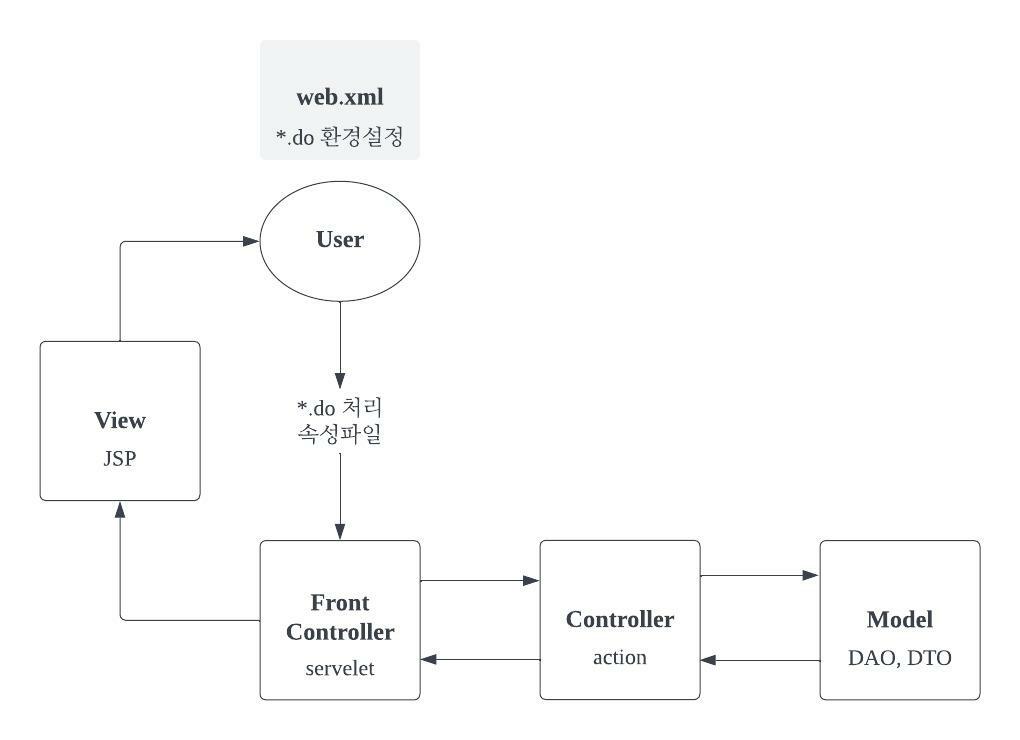 web.xml
*.do 환경설정
User
*.do 처리
속성파일
View
JSP
Front
Controller
servelet
Controller
action
Model
DAO, DTO